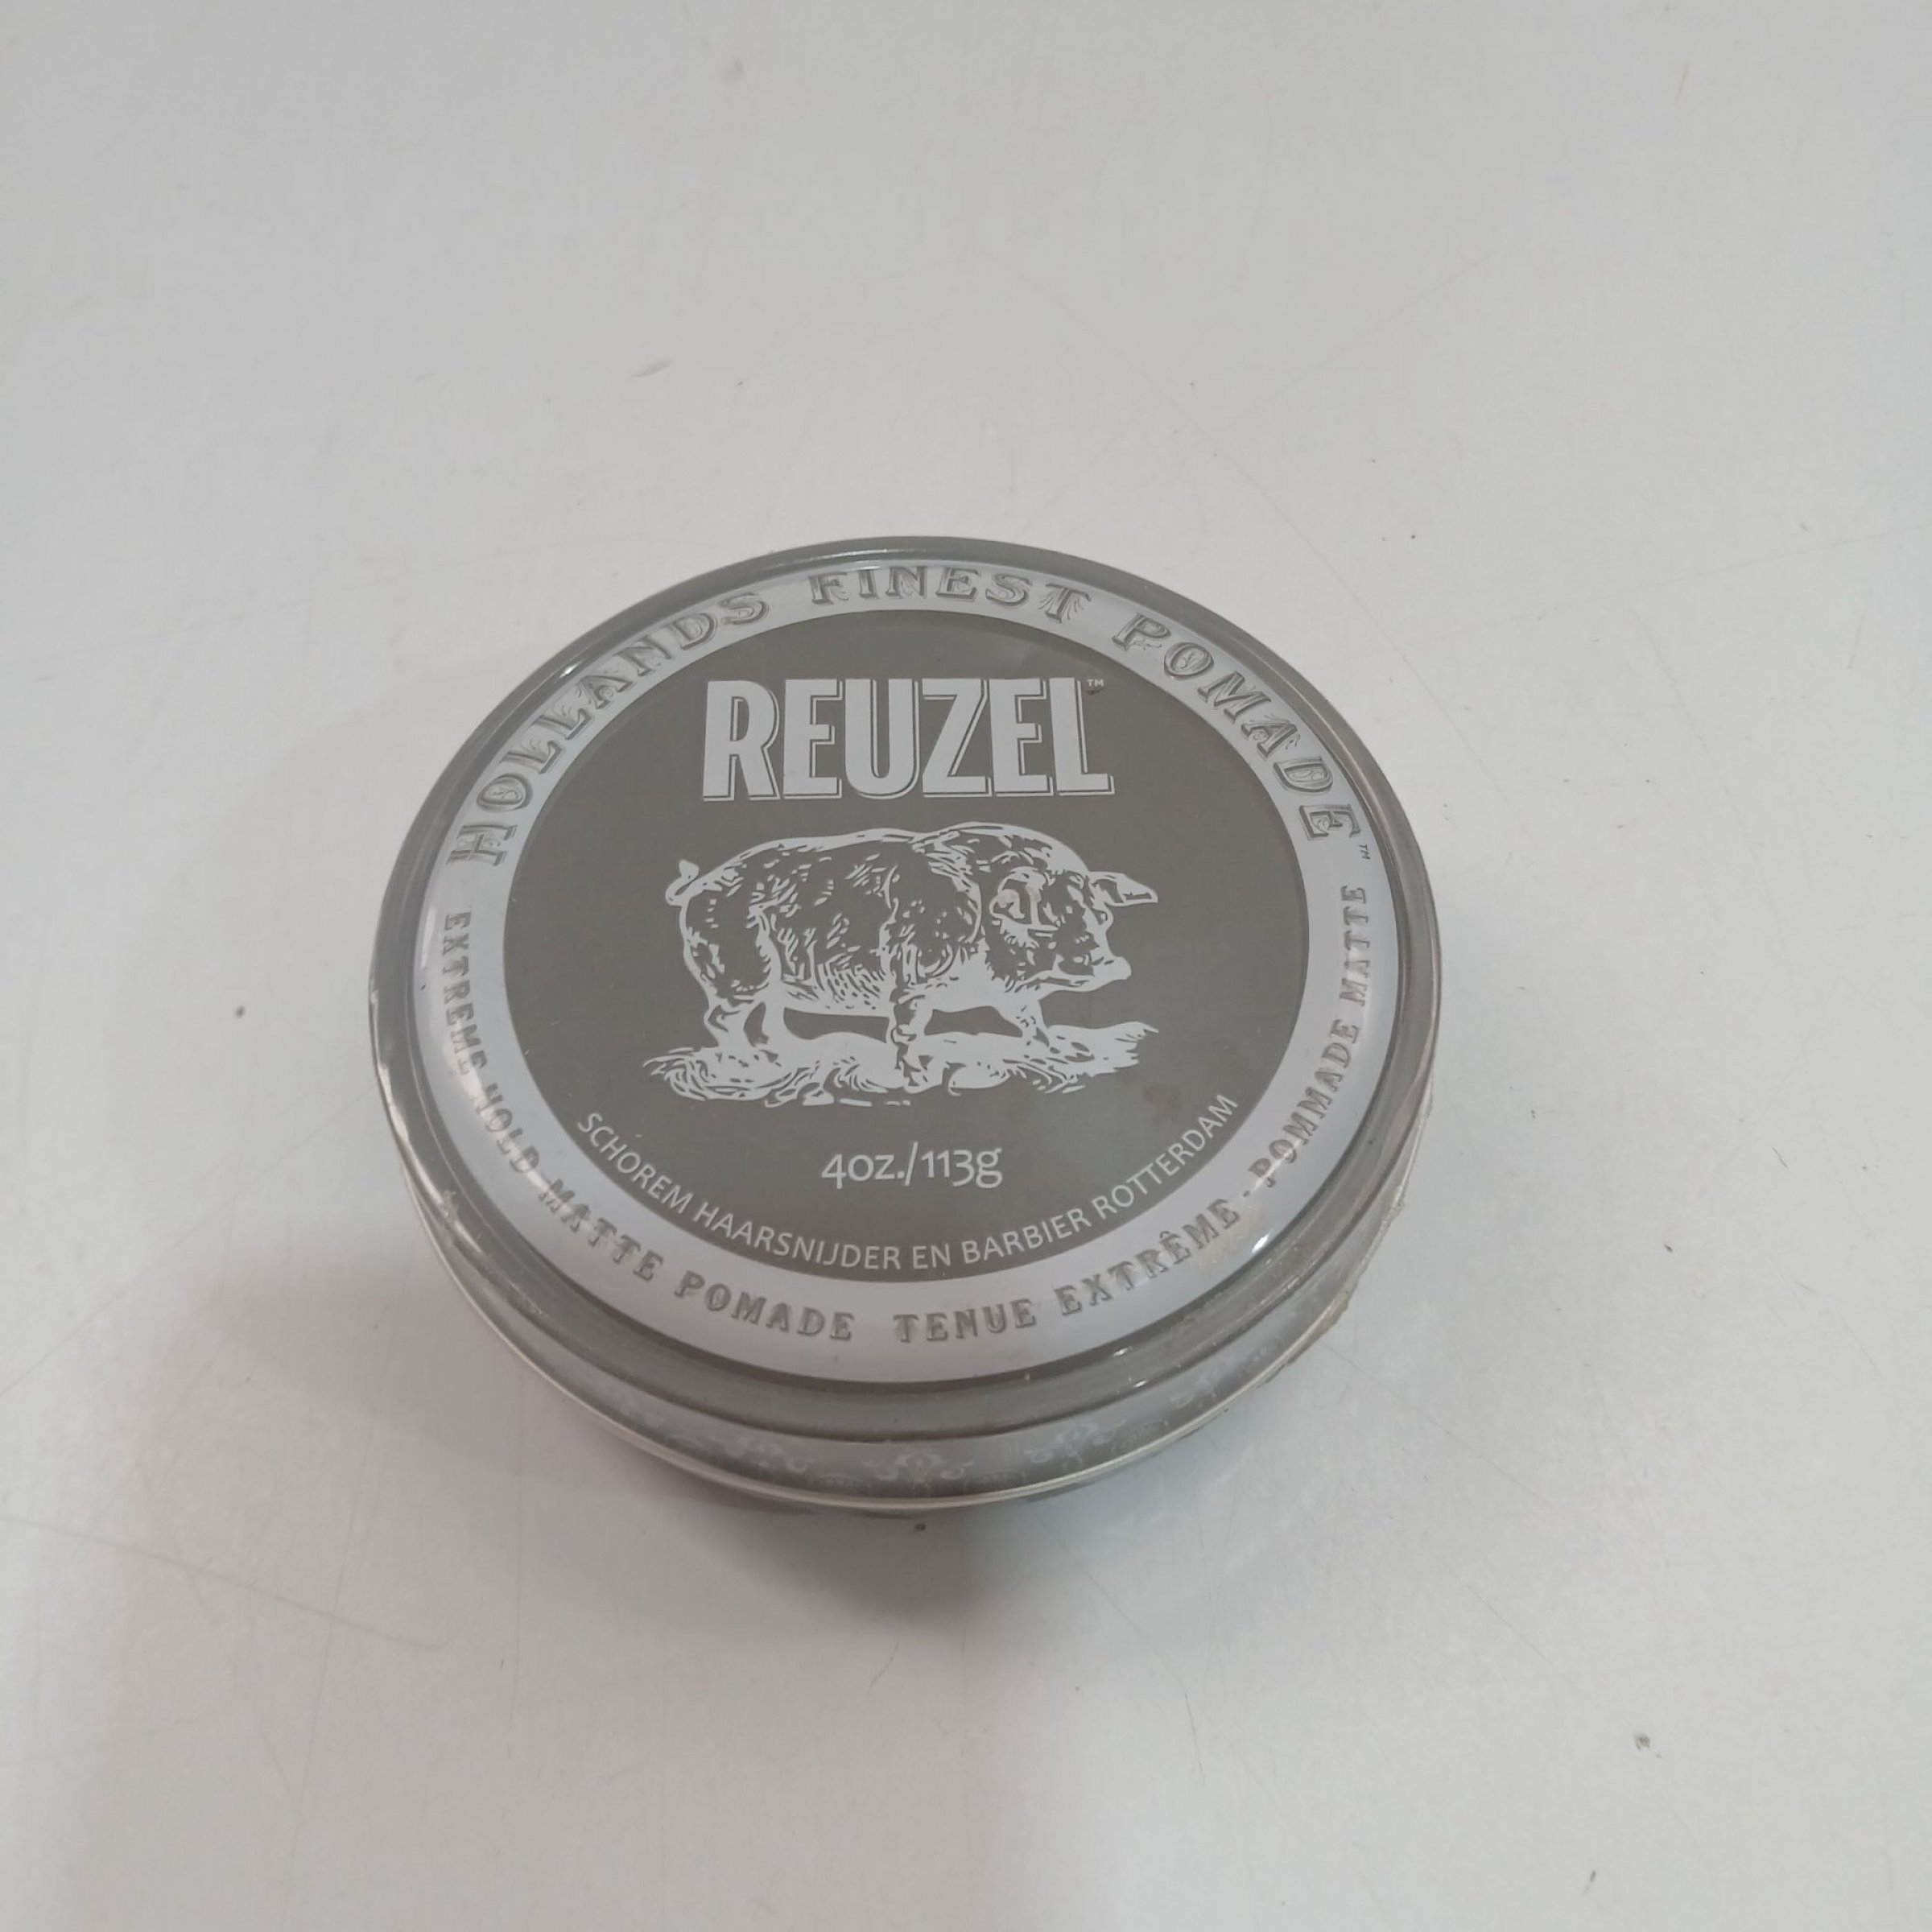 HOLLANDS FINEST POMADE™
REUZEL™
4oz./113g
SCHOREM HAARSNIJDER EN BARBIER ROTTERDAM
EXTREME HOLD MATTE POMADE
TENUE EXTRÊME · POMMADE MATTE